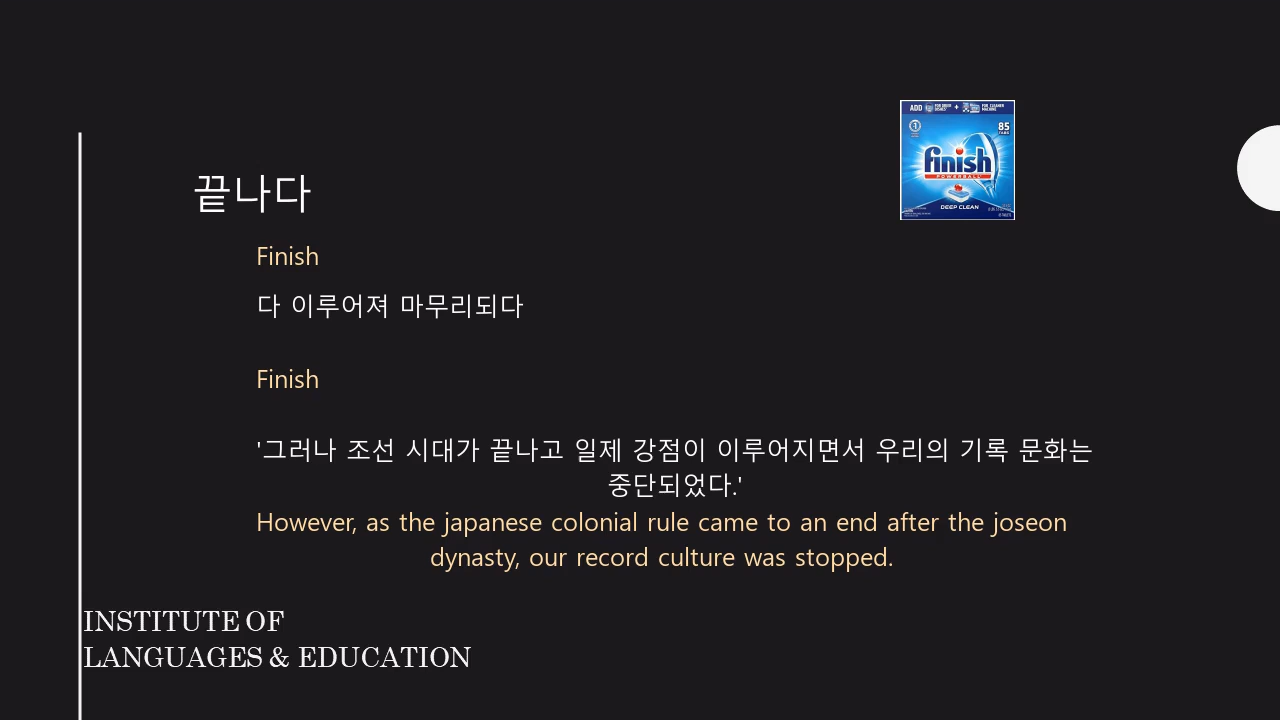 ADD
85
TABS
finish
POWERBALL
DEEP CLEAN
끝나다
Finish
다 이루어져 마무리되다
Finish
'그러나 조선 시대가 끝나고 일제 강점이 이루어지면서 우리의 기록 문화는
중단되었다.'
However, as the japanese colonial rule came to an end after the joseon
dynasty, our record culture was stopped.
INSTITUTE OF
LANGUAGES & EDUCATION